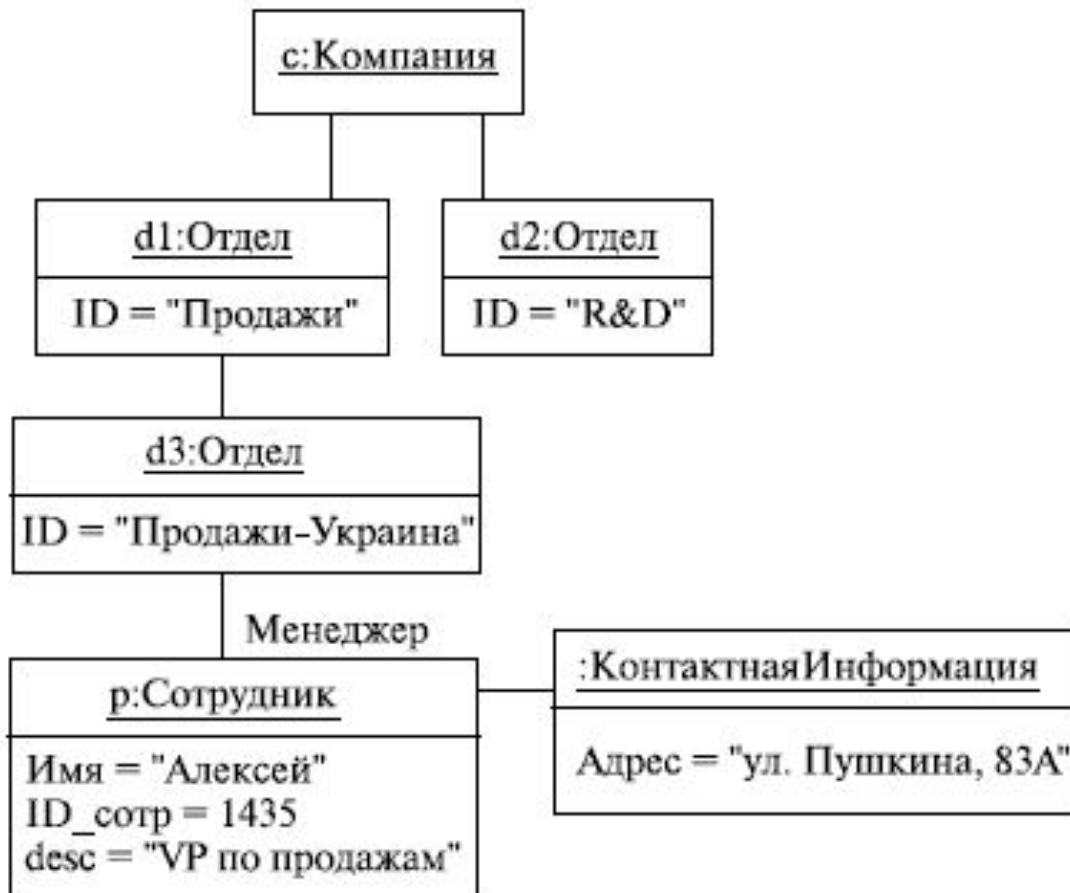 c:Компания
d1:Отдел
ID = "Продажи"
d2:Отдел
ID = "R&D"
d3:Отдел
ID = "Продажи-Украина"
Менеджер
p:Сотрудник
Имя = "Алексей"
ID_сотр = 1435
desc = "VP по продажам"
:КонтактнаяИнформация
Адрес = "ул. Пушкина, 83А"